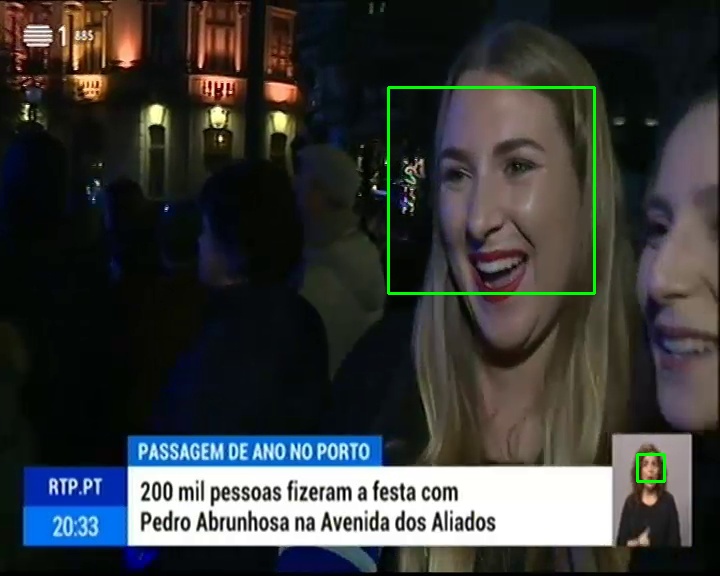 1 885
PASSAGEM DE ANO NO PORTO
RTP.PT
200 mil pessoas fizeram a festa com
20:33
Pedro Abrunhosa na Avenida dos Aliados